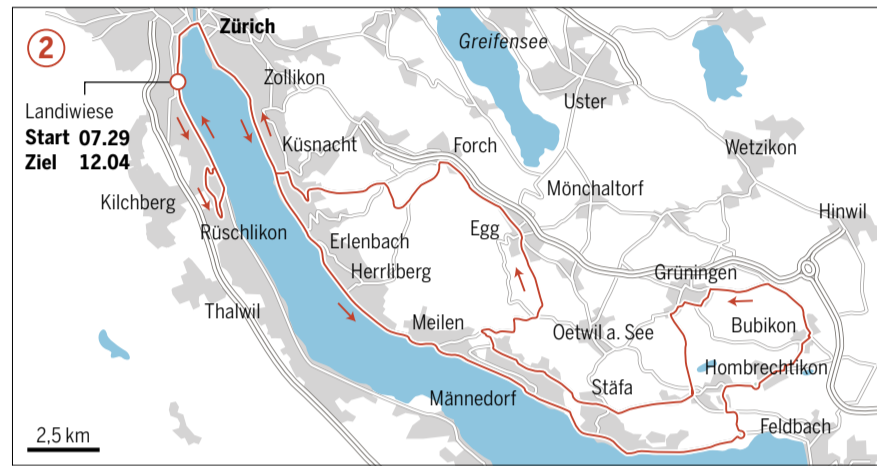 2
Zürich
Greifensee
Zollikon
Uster
Landiwiese
Start 07.29
Ziel 12.04
Küsnacht
Forch
Wetzikon
Mönchaltorf
Kilchberg
Hinwil
Rüschlikon
Egg
Erlenbach
Herrliberg
Grüningen
Thalwil
Meilen
Oetwil a. See
Bubikon
Hombrechtikon
Männedorf
Stäfa
Feldbach
2,5 km